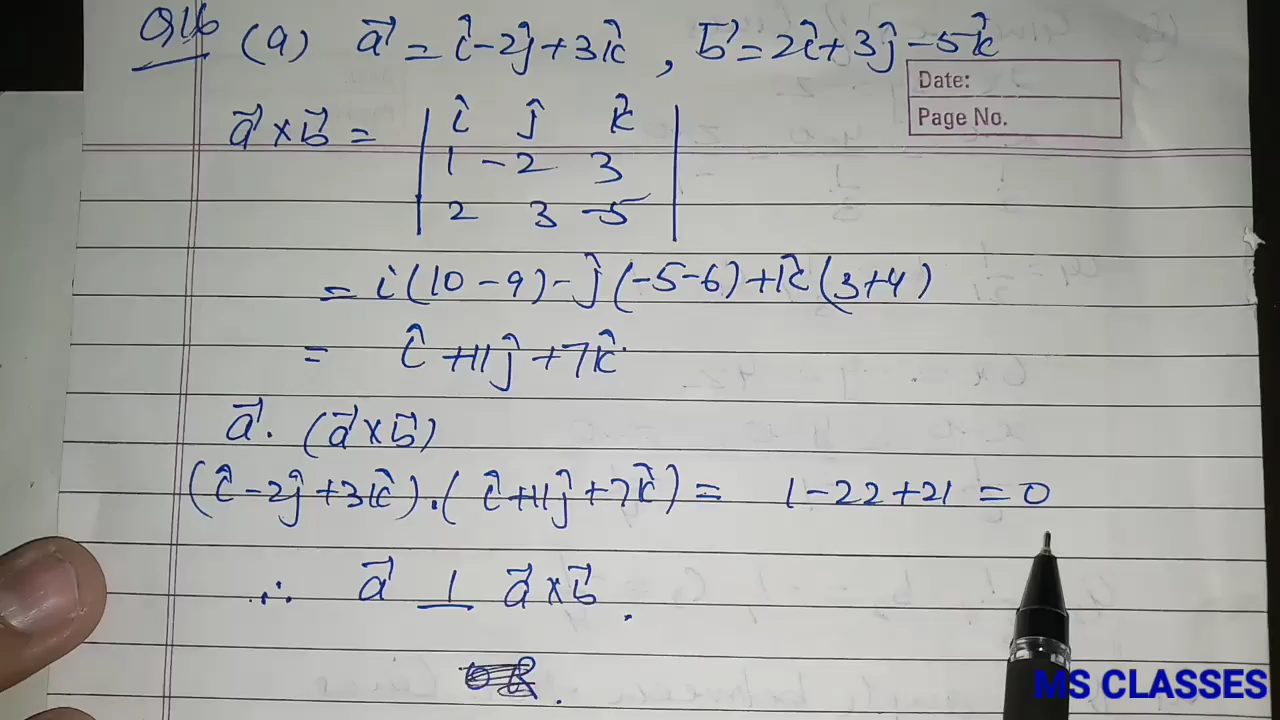 Q16 (a) a⃗ = î-2ĵ+3k̂ , b⃗ = 2î+3ĵ-5k̂
Date:
Page No.
a⃗ x b⃗ = | î ĵ k̂ |
| 1 -2 3 |
| 2 3 -5 |
= i(10-9)-ĵ(-5-6)+k̂(3+4)
= î+11ĵ+7k̂
a⃗. (a⃗ x b⃗)
(î-2ĵ+3k̂).(î+11ĵ+7k̂) = 1-22+21 = 0
∴ a⃗ ⊥ a⃗ x b⃗.
MS CLASSES